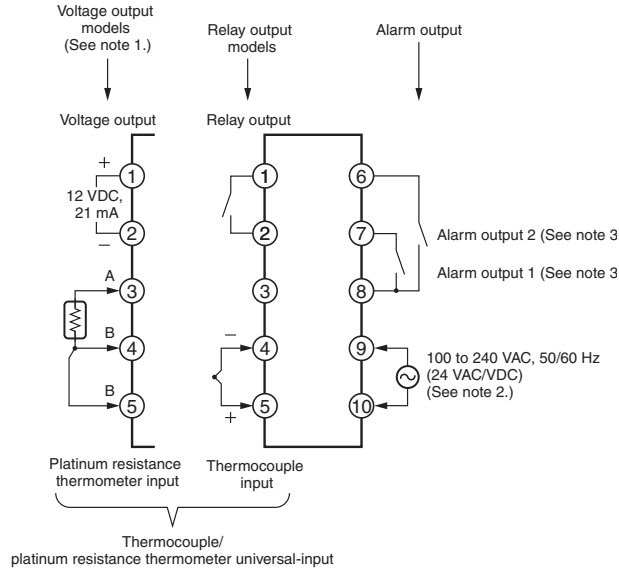 Voltage output
models
(See note 1.)
Relay output
models
Alarm output
Voltage output
Relay output
+
12 VDC,
21 mA
−
A
B
B
1
2
3
4
5
1
2
3
4
5
−
+
6
7
8
9
10
Alarm output 2 (See note 3
Alarm output 1 (See note 3
100 to 240 VAC, 50/60 Hz
(24 VAC/VDC)
(See note 2.)
Platinum resistance
thermometer input
Thermocouple
input
Thermocouple/
platinum resistance thermometer universal-input